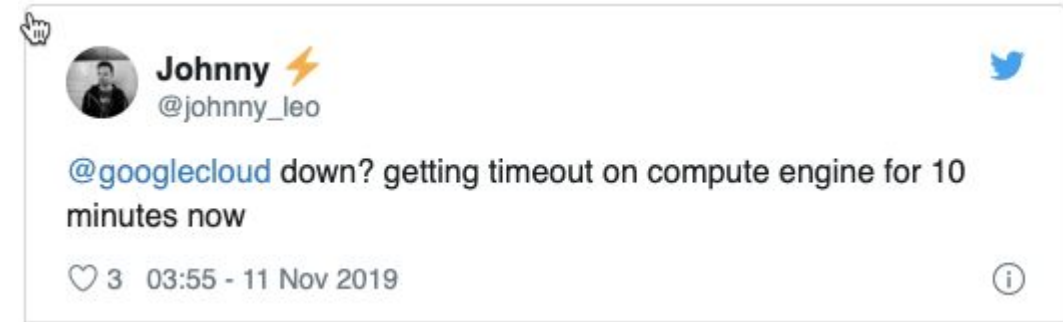 Johnny ⚡
@johnny_leo
@googlecloud down? getting timeout on compute engine for 10
minutes now
3 03:55 - 11 Nov 2019